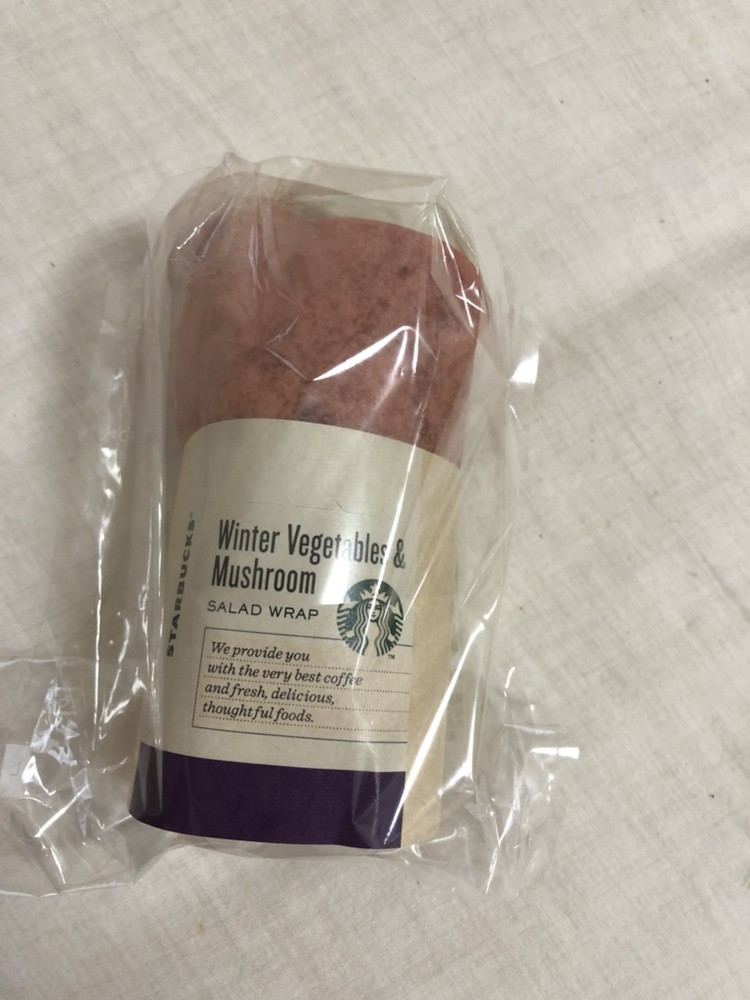 STARBUCKS®
Winter Vegetables &
Mushroom
SALAD WRAP
TM
We provide you
with the very best coffee
and fresh, delicious,
thoughtful foods.